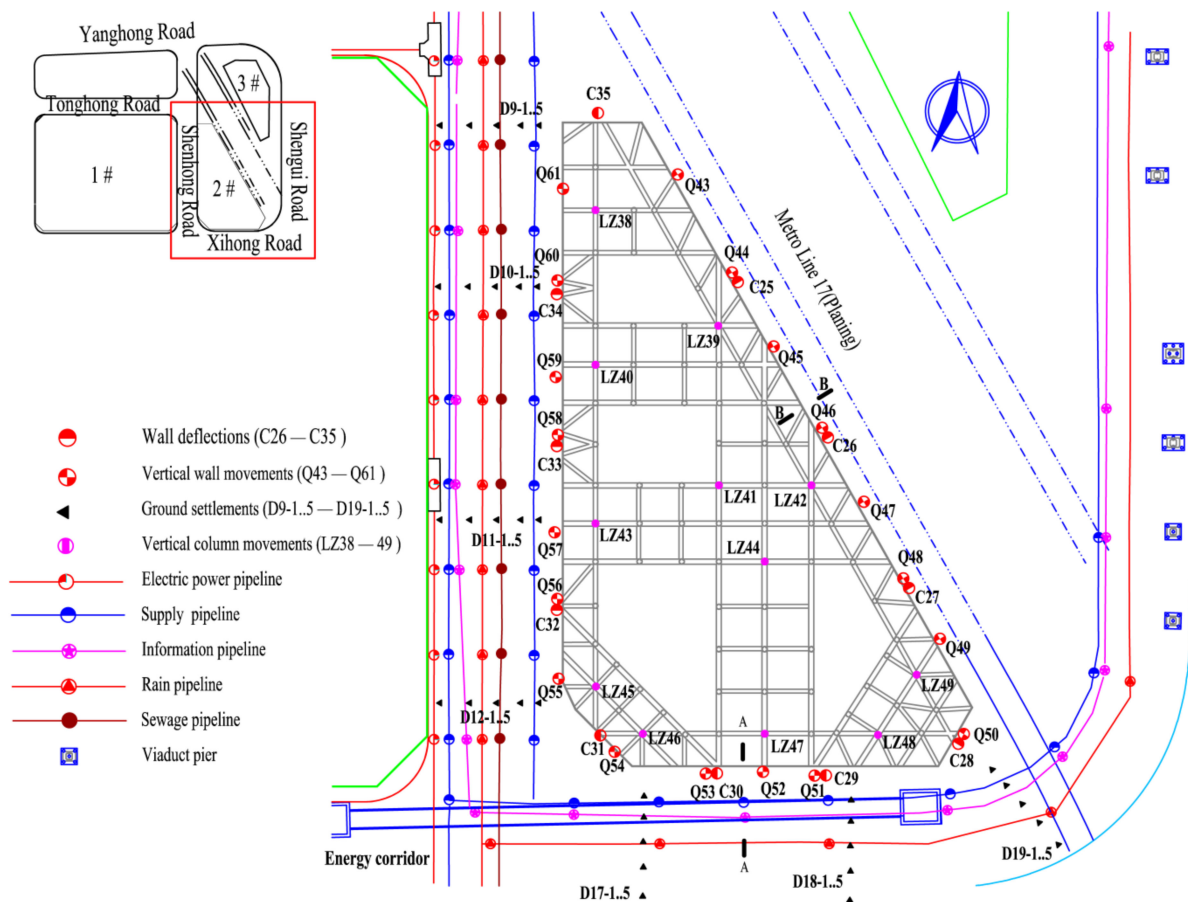 Yanghong Road
3 #
Tonghong Road
Shenhong Road
Shengui Road
1 #
2 #
Xihong Road
C35
D9-1..5
Q61
Q43
LZ38
Metro Line 17(Planing)
Q60
Q44
D10-1..5
C25
C34
LZ39
Q45
Q59
LZ40
B
B
Q58
Q46
C26
C33
LZ41
LZ42
Q47
LZ43
D11-1..5
Q57
LZ44
Q48
Q56
C27
C32
Q49
Q55
LZ45
LZ49
D12-1..5
A
C31
LZ46
LZ47
LZ48
Q50
Q54
C28
Q53
C30
Q52
Q51
C29
Energy corridor
A
D19-1..5
D17-1..5
D18-1..5
Wall deflections (C26 — C35 )
Vertical wall movements (Q43 — Q61)
Ground settlements (D9-1..5 — D19-1..5 )
Vertical column movements (LZ38 — 49 )
Electric power pipeline
Supply pipeline
Information pipeline
Rain pipeline
Sewage pipeline
Viaduct pier